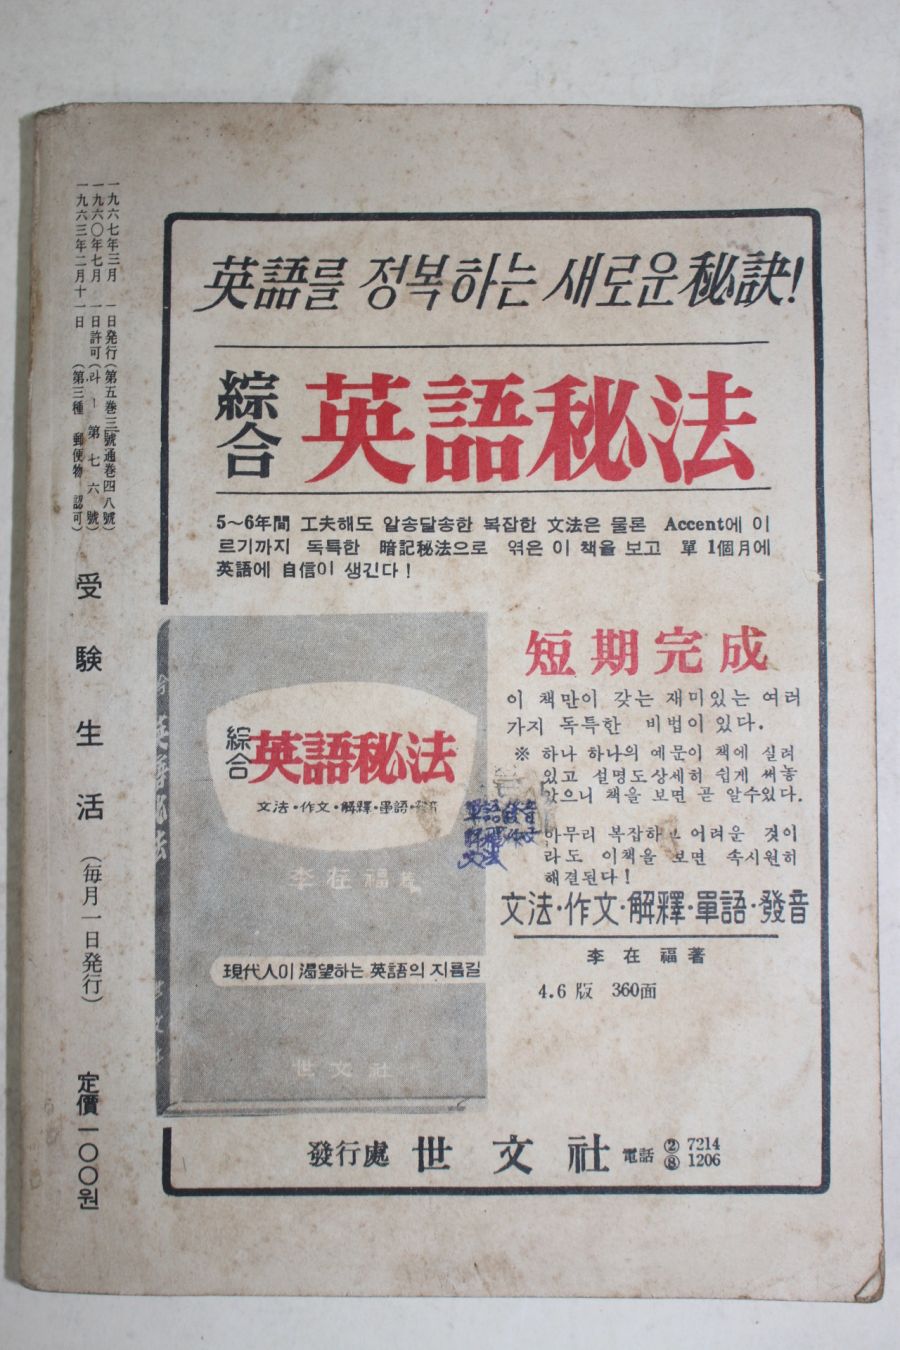 一九六七年三月 一日発行(第五巻三號通巻四八號)
一九六〇年七月 一日許可(라ー第七六號)
一九六三年二月十一日 (第三種 郵便物 認可)
受験生活 (毎月一日発行) 定價一〇〇원
英語를 정복하는 새로운 秘訣!
綜合 英語秘法
5~6年間 工夫해도 알송달송한 복잡한 文法은 물론 Accent에 이
르기까지 독특한 暗記秘法으로 엮은 이 책을 보고 單 1個月에
英語에 自信이 생긴다!
綜合 英語秘法
文法·作文·解釋·單語·發音
李在福 著
現代人이 渴望하는 英語의 지름길
世文社
短期完成
이 책만이 갖는 재미있는 여러
가지 독특한 비법이 있다.
※ 하나 하나의 예문이 책에 실려
있고 설명도상세히 쉽게 써놓
았으니 책을 보면 곧 알수있다.
아무리 복잡하고 어려운 것이
라도 이책을 보면 속시원히
해결된다!
文法·作文·解釋·單語·發音
李在福著
4.6版 360面
發行處 世文社 電話 ② 7214
⑧ 1206